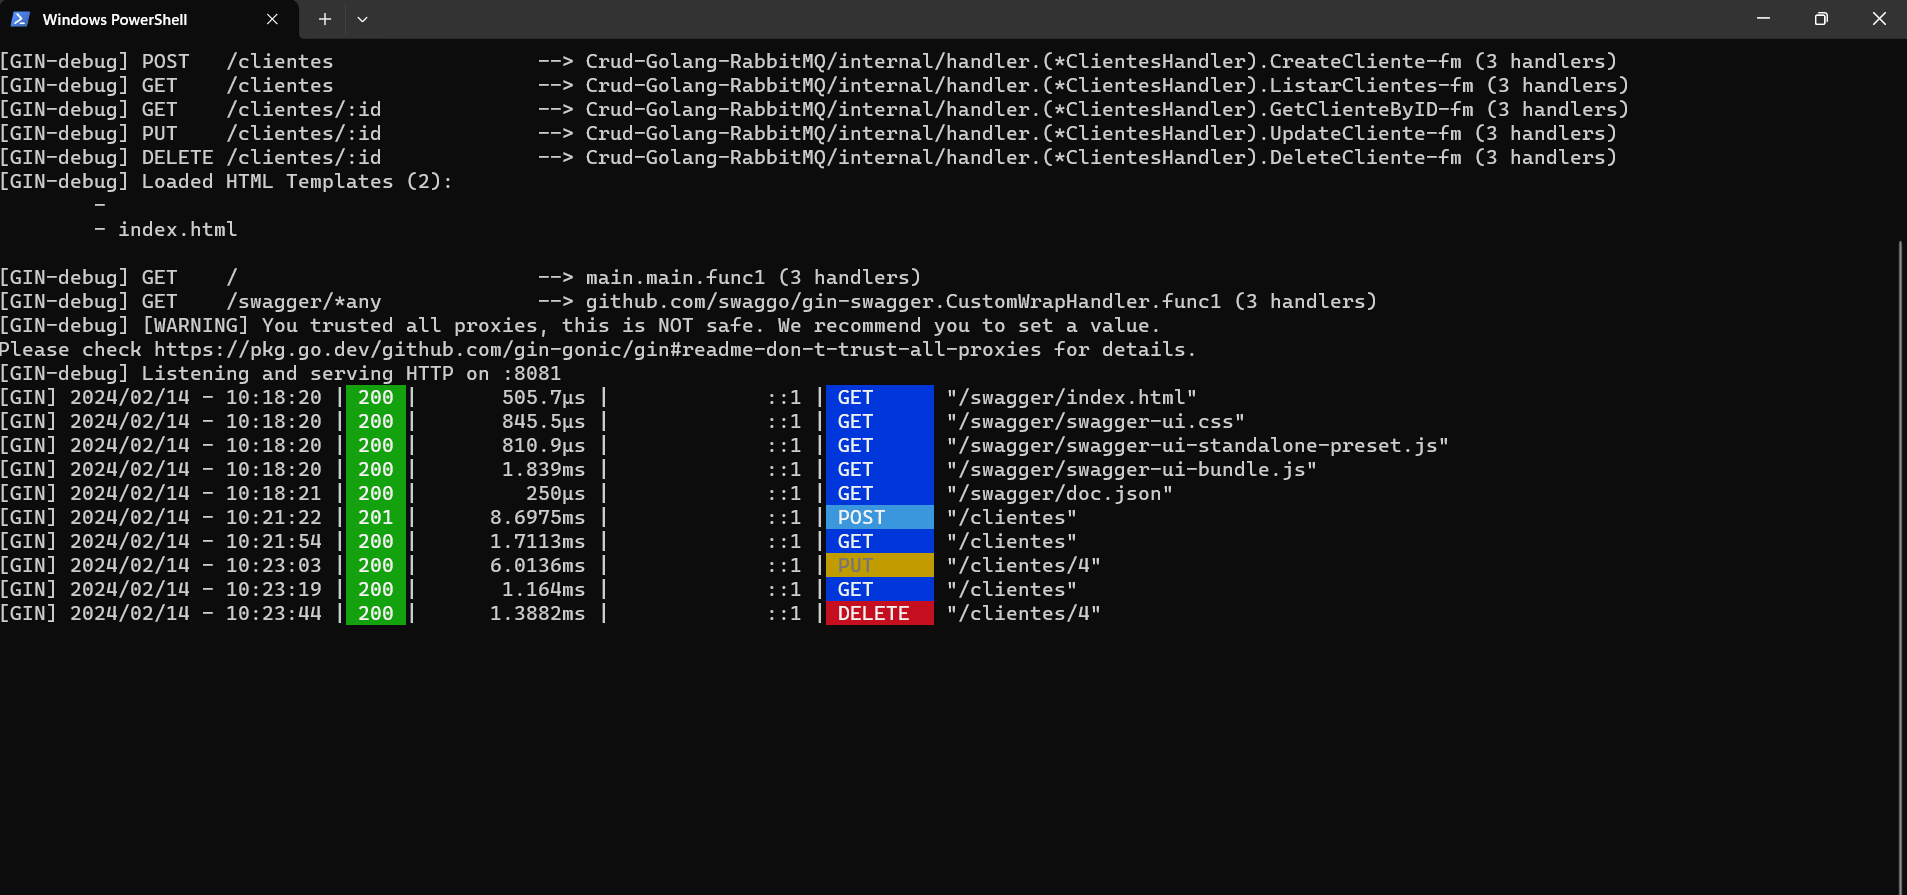 Windows PowerShell
[GIN-debug] POST   /clientes                 --> Crud-Golang-RabbitMQ/internal/handler.(*ClientesHandler).CreateCliente-fm (3 handlers)
[GIN-debug] GET    /clientes                 --> Crud-Golang-RabbitMQ/internal/handler.(*ClientesHandler).ListarClientes-fm (3 handlers)
[GIN-debug] GET    /clientes/:id             --> Crud-Golang-RabbitMQ/internal/handler.(*ClientesHandler).GetClienteByID-fm (3 handlers)
[GIN-debug] PUT    /clientes/:id             --> Crud-Golang-RabbitMQ/internal/handler.(*ClientesHandler).UpdateCliente-fm (3 handlers)
[GIN-debug] DELETE /clientes/:id             --> Crud-Golang-RabbitMQ/internal/handler.(*ClientesHandler).DeleteCliente-fm (3 handlers)
[GIN-debug] Loaded HTML Templates (2):
        -
        - index.html
[GIN-debug] GET    /                         --> main.main.func1 (3 handlers)
[GIN-debug] GET    /swagger/*any             --> github.com/swaggo/gin-swagger.CustomWrapHandler.func1 (3 handlers)
[GIN-debug] [WARNING] You trusted all proxies, this is NOT safe. We recommend you to set a value.
Please check https://pkg.go.dev/github.com/gin-gonic/gin#readme-don-t-trust-all-proxies for details.
[GIN-debug] Listening and serving HTTP on :8081
[GIN] 2024/02/14 - 10:18:20 | 200 |       505.7µs |             ::1 | GET      "/swagger/index.html"
[GIN] 2024/02/14 - 10:18:20 | 200 |       845.5µs |             ::1 | GET      "/swagger/swagger-ui.css"
[GIN] 2024/02/14 - 10:18:20 | 200 |       810.9µs |             ::1 | GET      "/swagger/swagger-ui-standalone-preset.js"
[GIN] 2024/02/14 - 10:18:20 | 200 |       1.839ms |             ::1 | GET      "/swagger/swagger-ui-bundle.js"
[GIN] 2024/02/14 - 10:18:21 | 200 |         250µs |             ::1 | GET      "/swagger/doc.json"
[GIN] 2024/02/14 - 10:21:22 | 201 |      8.6975ms |             ::1 | POST     "/clientes"
[GIN] 2024/02/14 - 10:21:54 | 200 |      1.7113ms |             ::1 | GET      "/clientes"
[GIN] 2024/02/14 - 10:23:03 | 200 |      6.0136ms |             ::1 | PUT      "/clientes/4"
[GIN] 2024/02/14 - 10:23:19 | 200 |       1.164ms |             ::1 | GET      "/clientes"
[GIN] 2024/02/14 - 10:23:44 | 200 |      1.3882ms |             ::1 | DELETE   "/clientes/4"